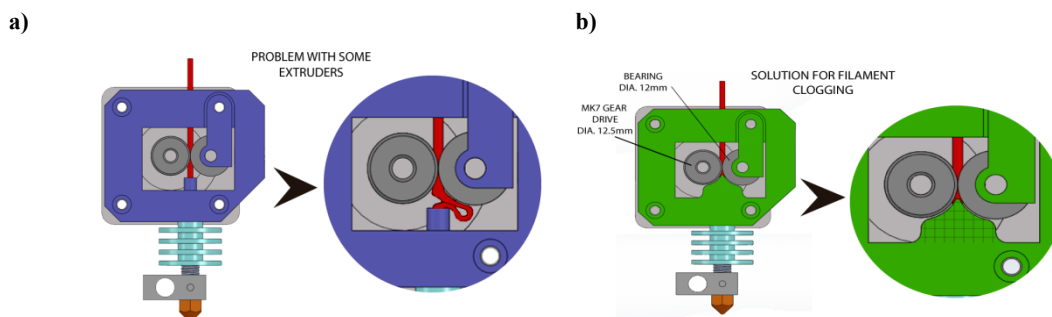 a)
PROBLEM WITH SOME
EXTRUDERS
b)
BEARING
DIA. 12mm
MK7 GEAR
DRIVE
DIA. 12.5mm
SOLUTION FOR FILAMENT
CLOGGING